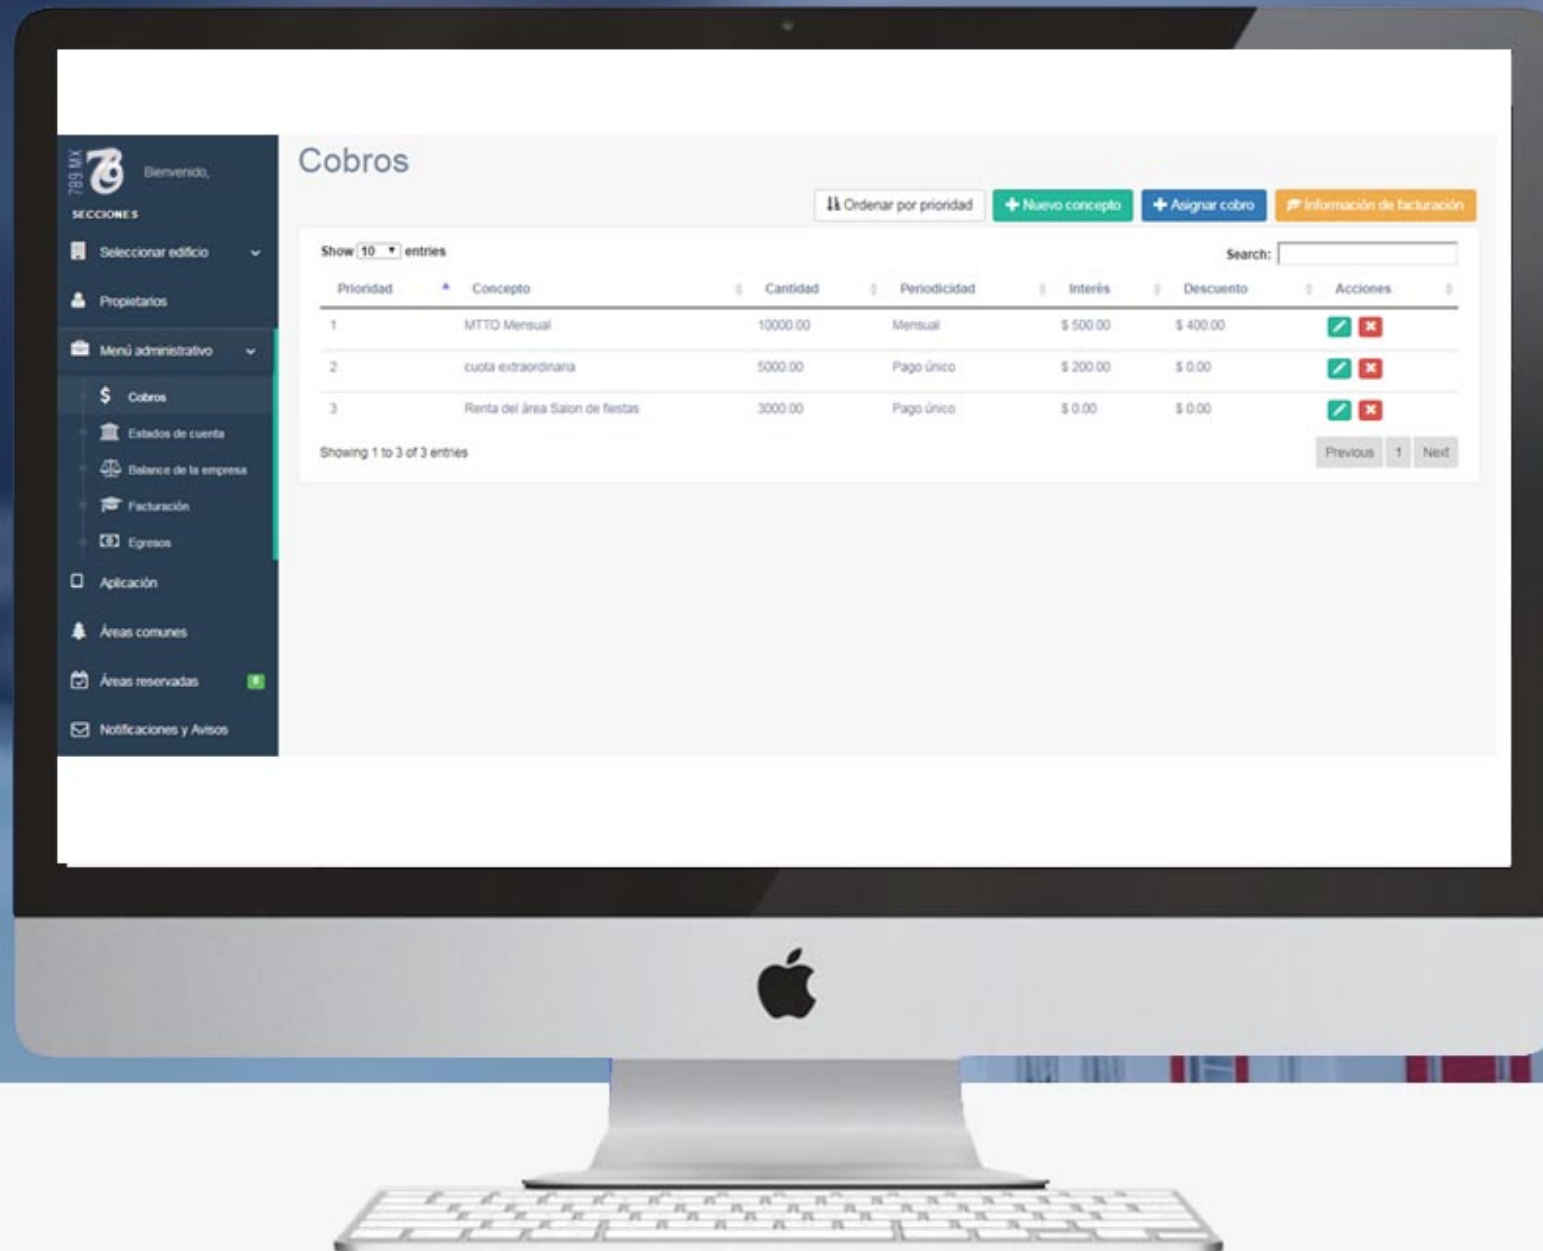 789.MX
789
Bienvenido,
SECCIONES
Seleccionar edificio
Propietarios
Menú administrativo
Cobros
Estados de cuenta
Balance de la empresa
Facturación
Egresos
Aplicación
Áreas comunes
Áreas reservadas
Notificaciones y Avisos
Cobros
Ordenar por prioridad
Nuevo concepto
Asignar cobro
Información de facturación
Show 10 entries
Search:
Prioridad Concepto Cantidad Periodicidad Interés Descuento Acciones
1 MTTO Mensual 10000.00 Mensual $ 500.00 $ 400.00
2 cuota extraordinaria 5000.00 Pago único $ 200.00 $ 0.00
3 Renta del área Salon de fiestas 3000.00 Pago único $ 0.00 $ 0.00
Showing 1 to 3 of 3 entries
Previous 1 Next